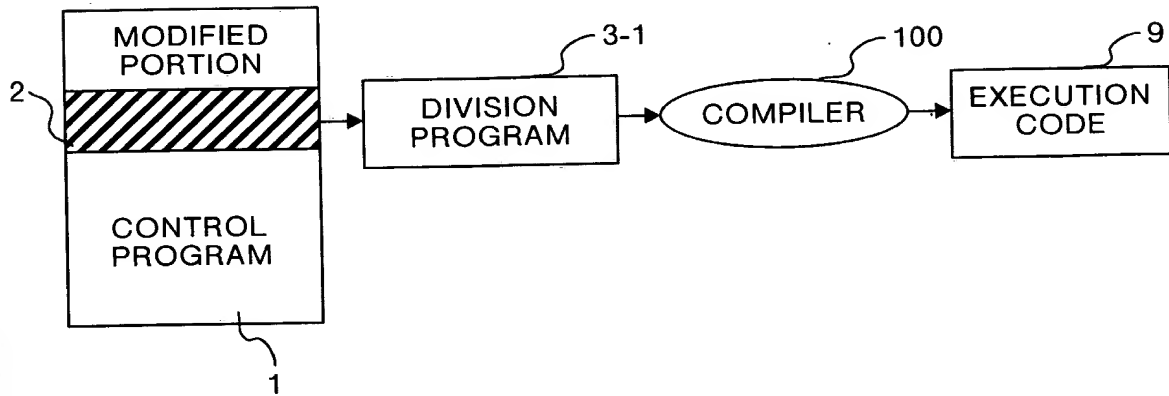 MODIFIED
PORTION
2
CONTROL
PROGRAM
1
3-1
DIVISION
PROGRAM
100
COMPILER
9
EXECUTION
CODE